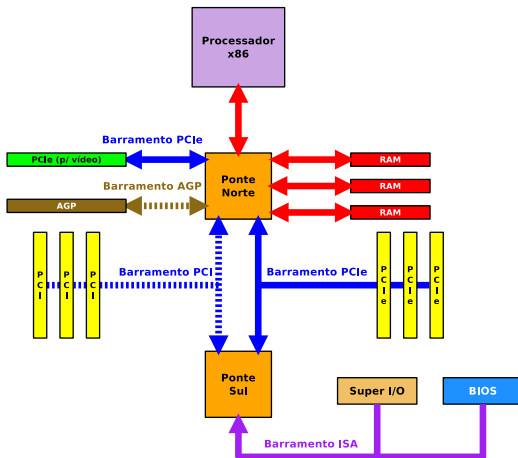 Processador
x86
Barramento PCIe
PCIe (p/ vídeo)
Ponte
Norte
RAM
Barramento AGP
RAM
AGP
RAM
PCI
PCI
PCI
Barramento PCI
Barramento PCIe
PCIe
PCIe
PCIe
Ponte
Sul
Super I/O
BIOS
Barramento ISA